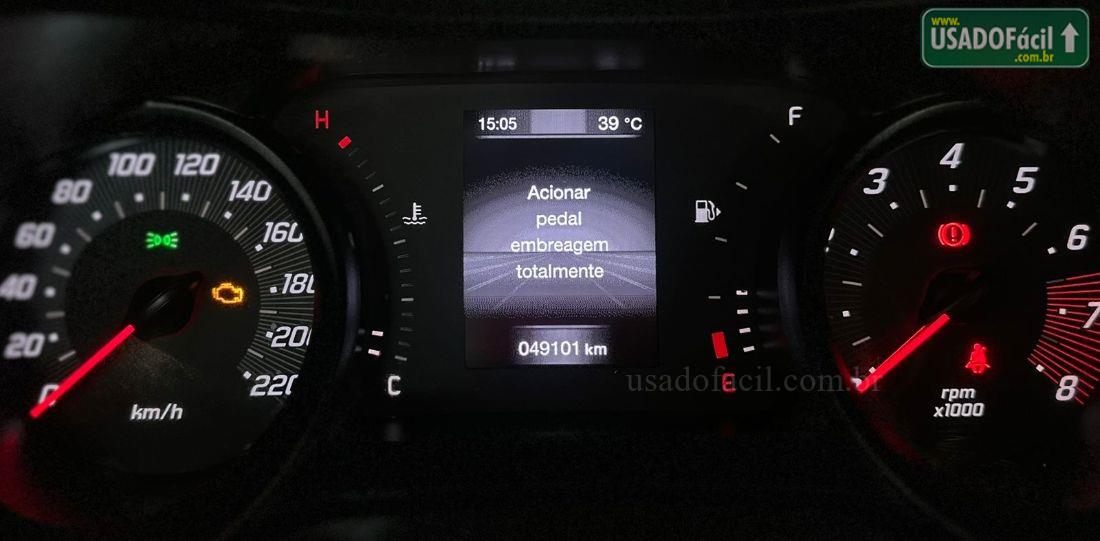 www.
USADOFácil
.com.br
H
F
15:05 39 °C
Acionar
pedal
embreagem
totalmente
049101 km
C
E
usadofacil.com.br
0
20
40
60
80
100
120
140
160
180
200
220
km/h
3
4
5
6
7
8
rpm
x1000